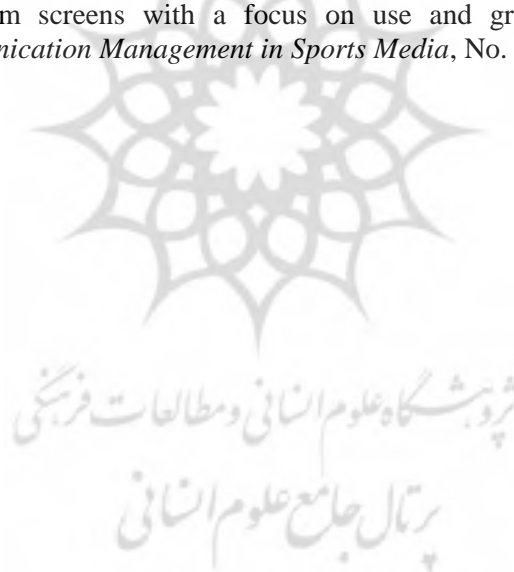 m screens with a focus on use and gr
nication Management in Sports Media, No.
پژوهشگاه علوم انسانی و مطالعات فرهنگی
پرتال جامع علوم انسانی